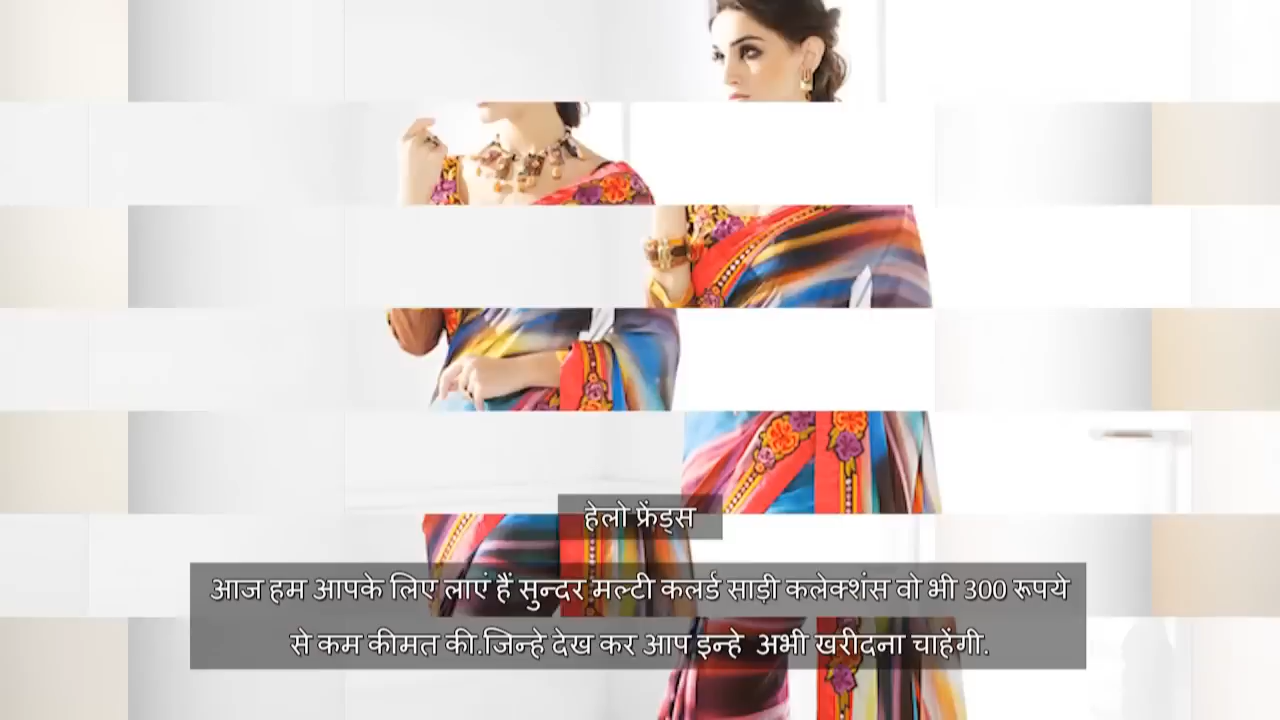 हेलो फ्रेंड्स
आज हम आपके लिए लाएं हैं सुन्दर मल्टी कलर्ड साड़ी कलेक्शंस वो भी 300 रूपये
से कम कीमत की.जिन्हे देख कर आप इन्हे  अभी खरीदना चाहेंगी.